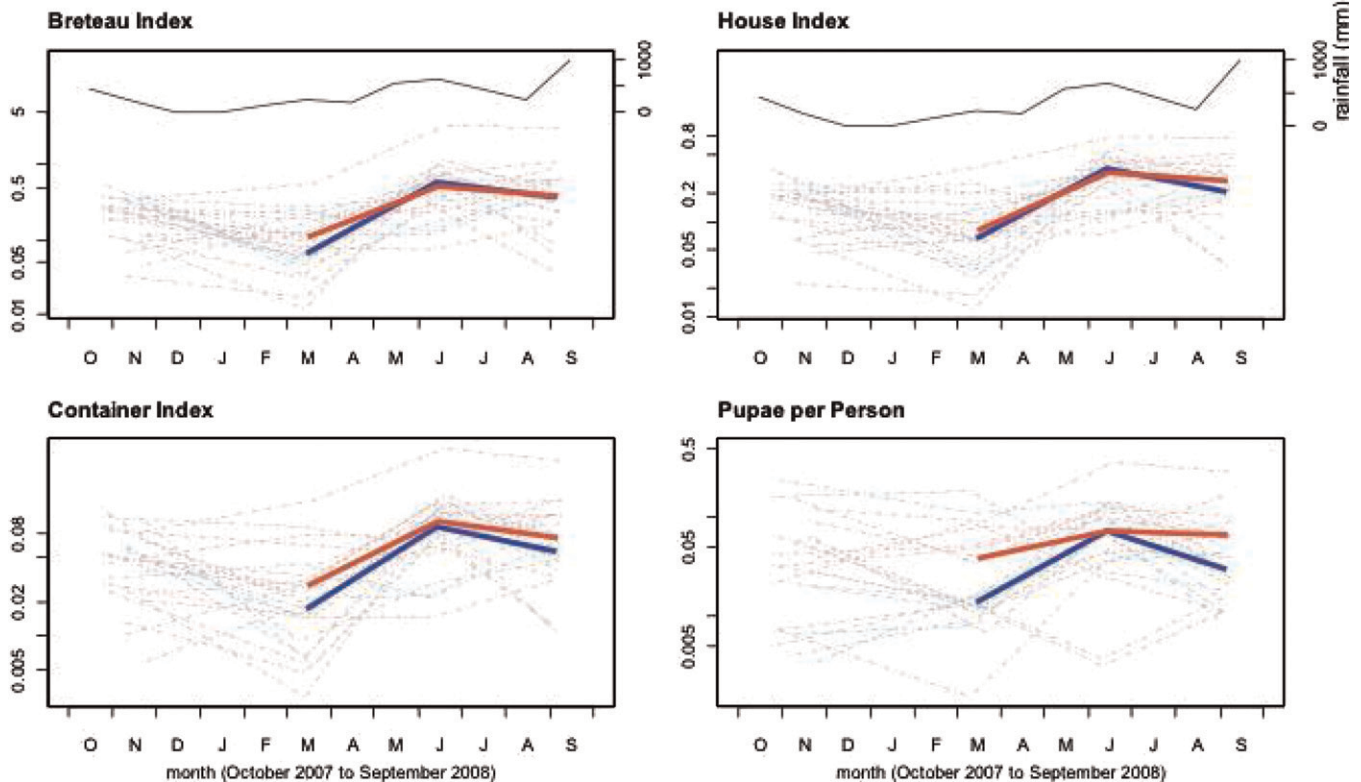 Breteau Index
House Index
1000
0
5
0.5
0.05
0.01
1000
0
rainfall (mm)
0.8
0.12
0.05
0.01
O N D J F M A M J J A S
O N D J F M A M J J A S
Container Index
Pupae per Person
0.08
0.02
0.005
0.5
0.05
0.005
O N D J F M A M J J A S
O N D J F M A M J J A S
month (October 2007 to September 2008)
month (October 2007 to September 2008)